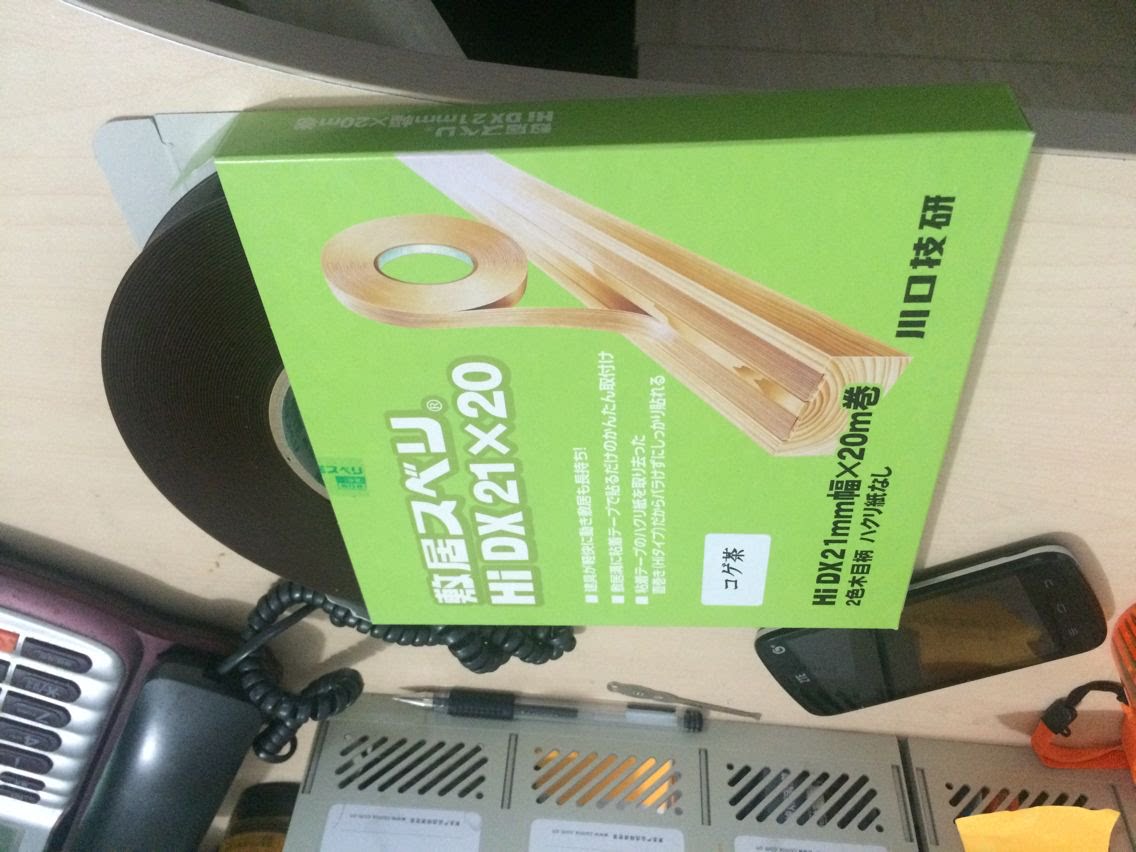 敷居スベリ®
Hi DX 21mm幅×20m巻
敷居スベリ®
Hi DX 21×20
■建具が軽快に動き敷居も長持ち!
■敷居溝に粘着テープで貼るだけのかんたん取付け
■粘着テープのハクリ紙を取り去った
直巻き(Hiタイプ)だからバラけずにしっかり貼れる
コゲ茶
Hi DX21mm幅×20m巻
2色木目柄 ハクリ紙なし
川口技研
ZTE